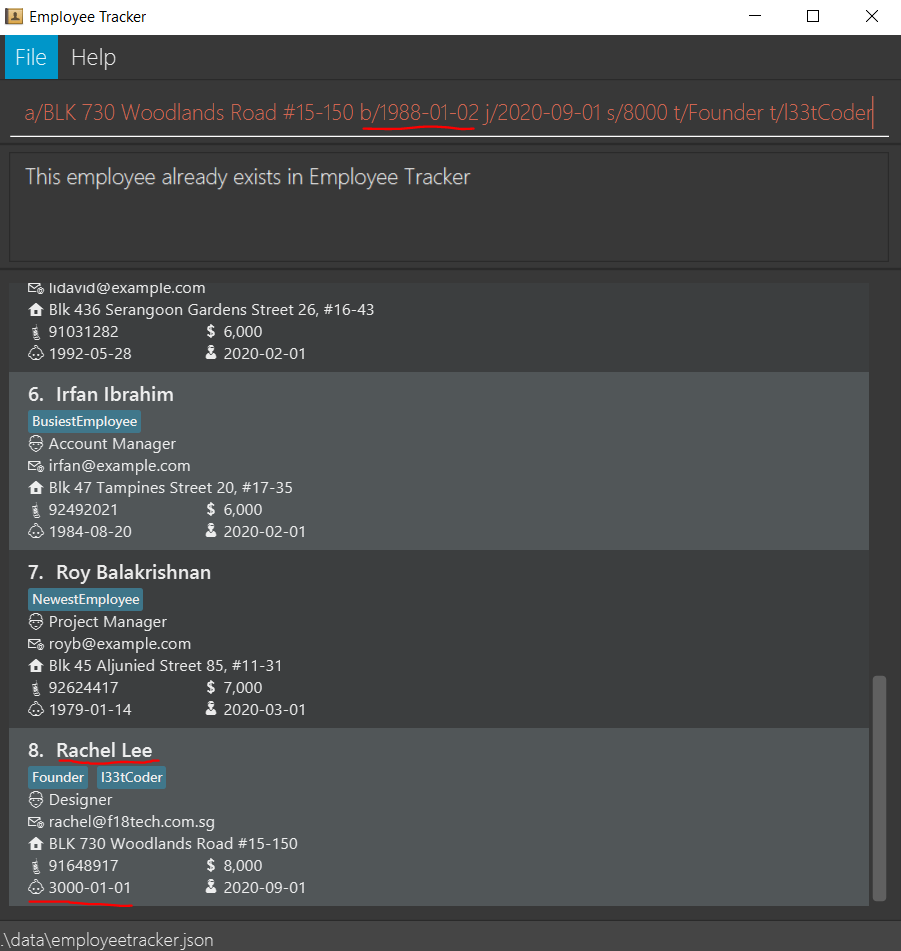 Employee Tracker
File Help
a/BLK 730 Woodlands Road #15-150 b/1988-01-02 j/2020-09-01 s/8000 t/Founder t/l33tCoder
This employee already exists in Employee Tracker
lidavid@example.com
Blk 436 Serangoon Gardens Street 26, #16-43
91031282 $ 6,000
1992-05-28 2020-02-01
6. Irfan Ibrahim
BusiestEmployee
Account Manager
irfan@example.com
Blk 47 Tampines Street 20, #17-35
92492021 $ 6,000
1984-08-20 2020-02-01
7. Roy Balakrishnan
NewestEmployee
Project Manager
royb@example.com
Blk 45 Aljunied Street 85, #11-31
92624417 $ 7,000
1979-01-14 2020-03-01
8. Rachel Lee
Founder l33tCoder
Designer
rachel@f18tech.com.sg
BLK 730 Woodlands Road #15-150
91648917 $ 8,000
3000-01-01 2020-09-01
.\data\employeetracker.json